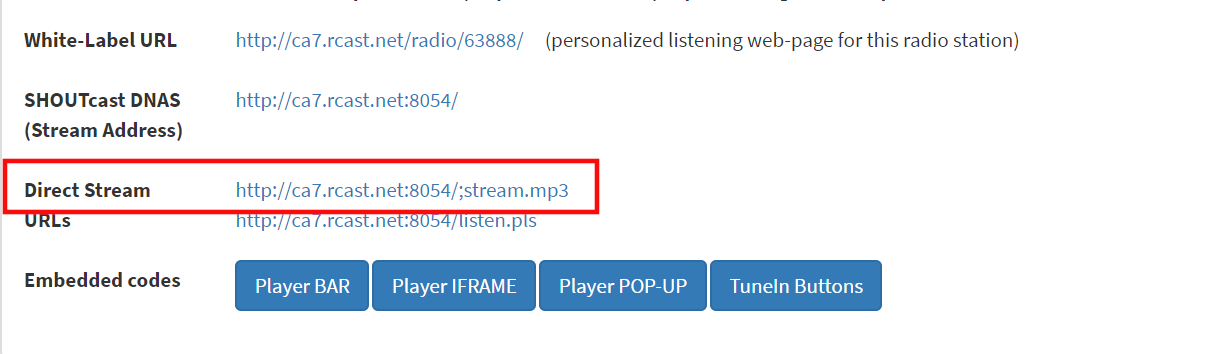 White-Label URL http://ca7.rcast.net/radio/63888/ (personalized listening web-page for this radio station)
SHOUTcast DNAS http://ca7.rcast.net:8054/
(Stream Address)
Direct Stream http://ca7.rcast.net:8054/;stream.mp3
URLs http://ca7.rcast.net:8054/listen.pls
Embedded codes Player BAR Player IFRAME Player POP-UP TuneIn Buttons